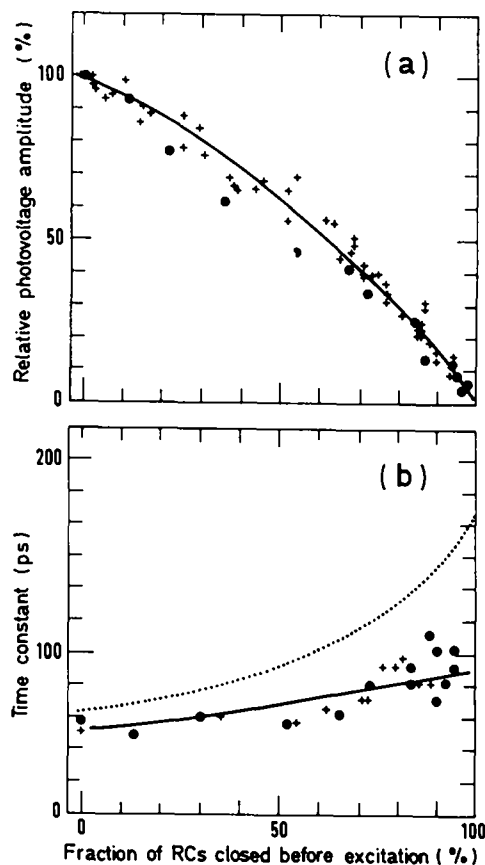 (a)
Relative photovoltage amplitude (%)
100
50
0
(b)
Time constant (ps)
200
100
0
0
50
100
Fraction of RCs closed before excitation (%)